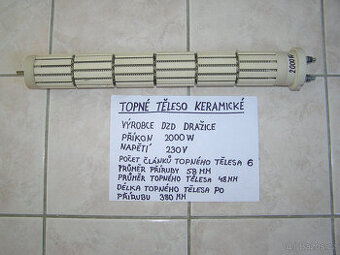 2000W
TOPNÉ TĚLESO KERAMICKÉ
VÝROBCE DZD DRAŽICE
PŘÍKON 2000W
NAPĚTÍ 230V
POČET ČLÁNKŮ TOPNÉHO TĚLESA 6
PRŮMĚR PŘÍRUBY 58 MM
PRŮMĚR TOPNÉHO TĚLESA 48 MM
DÉLKA TOPNÉHO TĚLESA PO
PŘÍRUBU 380 MM